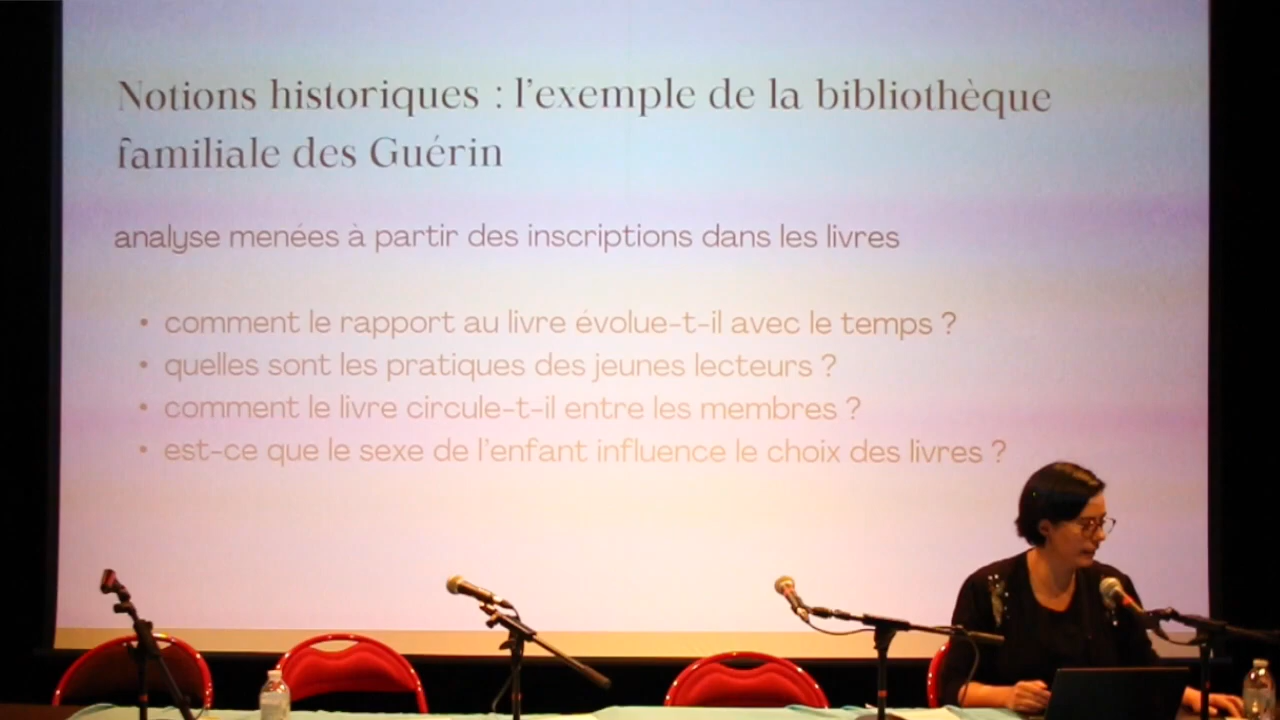 Notions historiques : l'exemple de la bibliothèque
familiale des Guérin
analyse menées à partir des inscriptions dans les livres
• comment le rapport au livre évolue-t-il avec le temps ?
• quelles sont les pratiques des jeunes lecteurs ?
• comment le livre circule-t-il entre les membres ?
• est-ce que le sexe de l'enfant influence le choix des livres ?